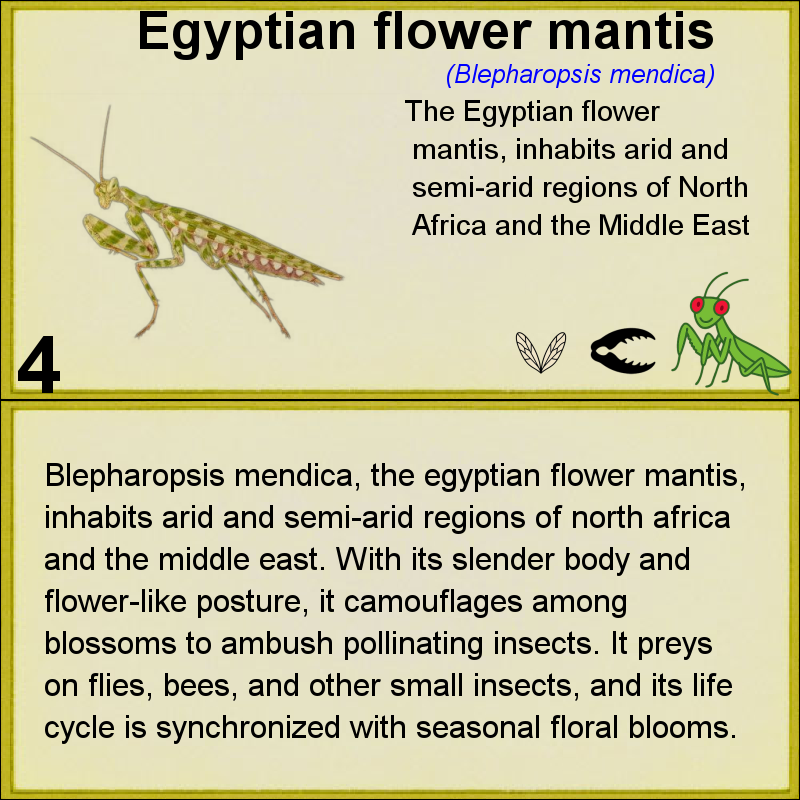 Egyptian flower mantis
(Blepharopsis mendica)
The Egyptian flower
mantis, inhabits arid and
semi-arid regions of North
Africa and the Middle East
4
Blepharopsis mendica, the egyptian flower mantis,
inhabits arid and semi-arid regions of north africa
and the middle east. With its slender body and
flower-like posture, it camouflages among
blossoms to ambush pollinating insects. It preys
on flies, bees, and other small insects, and its life
cycle is synchronized with seasonal floral blooms.